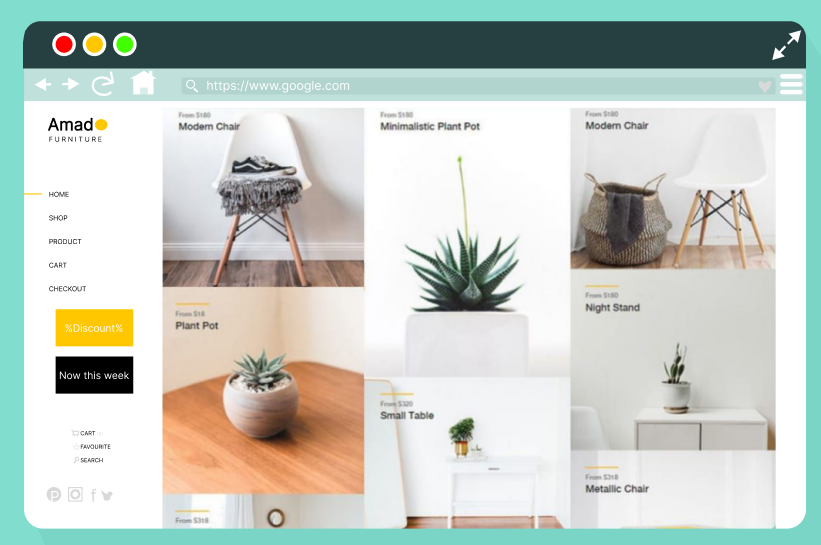 https://www.google.com
Amado
FURNITURE
HOME
SHOP
PRODUCT
CART
CHECKOUT
%Discount%
Now this week
CART
FAVOURITE
SEARCH
From $180
Modern Chair
From $18
Plant Pot
From $318
From $180
Minimalistic Plant Pot
From $320
Small Table
From $180
Modern Chair
From $180
Night Stand
From $318
Metallic Chair